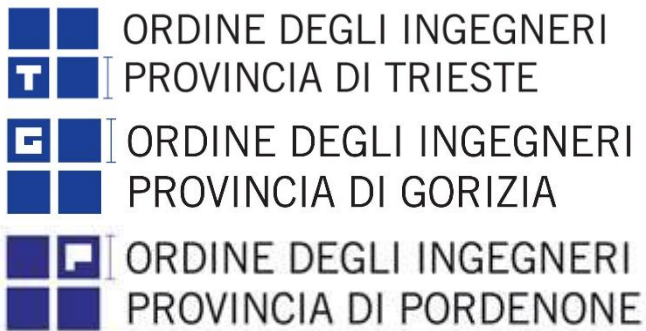 ORDINE DEGLI INGEGNERI
T PROVINCIA DI TRIESTE
G ORDINE DEGLI INGEGNERI
PROVINCIA DI GORIZIA
P ORDINE DEGLI INGEGNERI
PROVINCIA DI PORDENONE